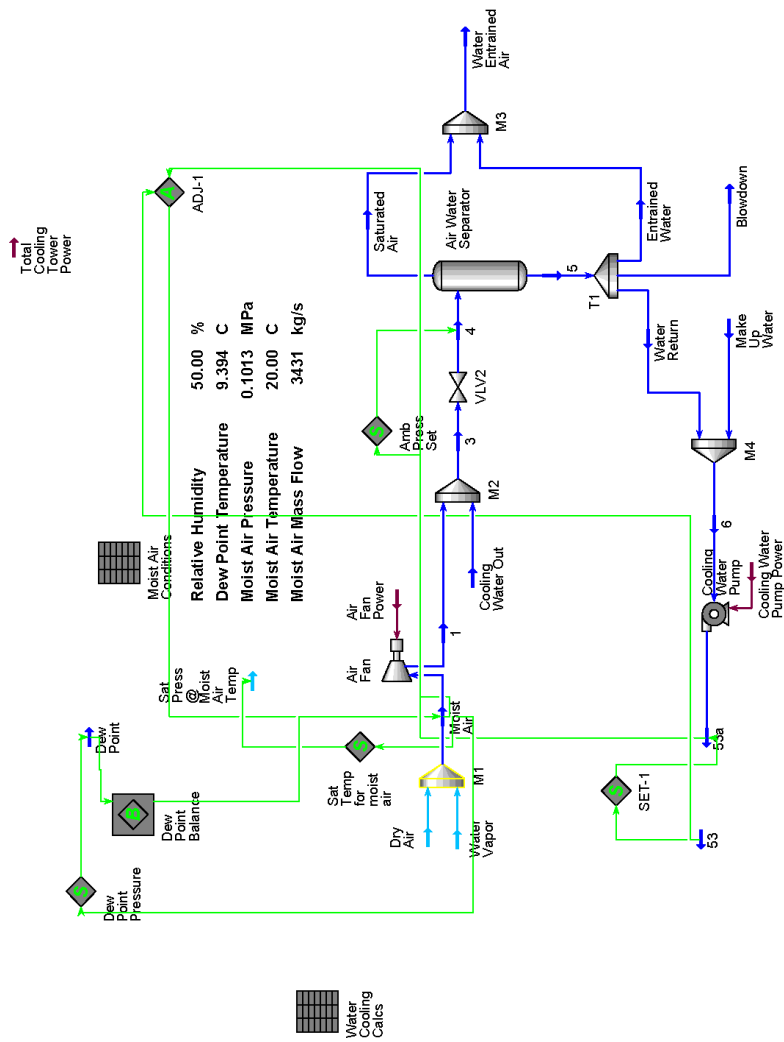 Total
Cooling
Tower
Power
ADJ-1
Water
Entrained
Air
M3
Saturated
Air
Air Water
Separator
Entrained
Water
Blowdown
5
T1
4
VLV2
Water
Return
Make
Up
Water
Amb
Press
Set
3
M2
M4
Moist Air
Conditions
Relative Humidity 50.00 %
Dew Point Temperature 9.394 C
Moist Air Pressure 0.1013 MPa
Moist Air Temperature 20.00 C
Moist Air Mass Flow 3431 kg/s
Cooling
Water Out
6
Cooling
Water
Pump
Cooling Water
Pump Power
Air Fan
Power
Air
Fan
1
Sat
Press
@
Moist
Air
Temp
Moist
Air
53a
Dew
Point
Sat
Temp
for
moist
air
M1
SET-1
Dew
Point
Balance
Dry
Air
Water
Vapor
53
Dew
Point
Pressure
Water
Cooling
Calcs
A
S
S
B
S
S